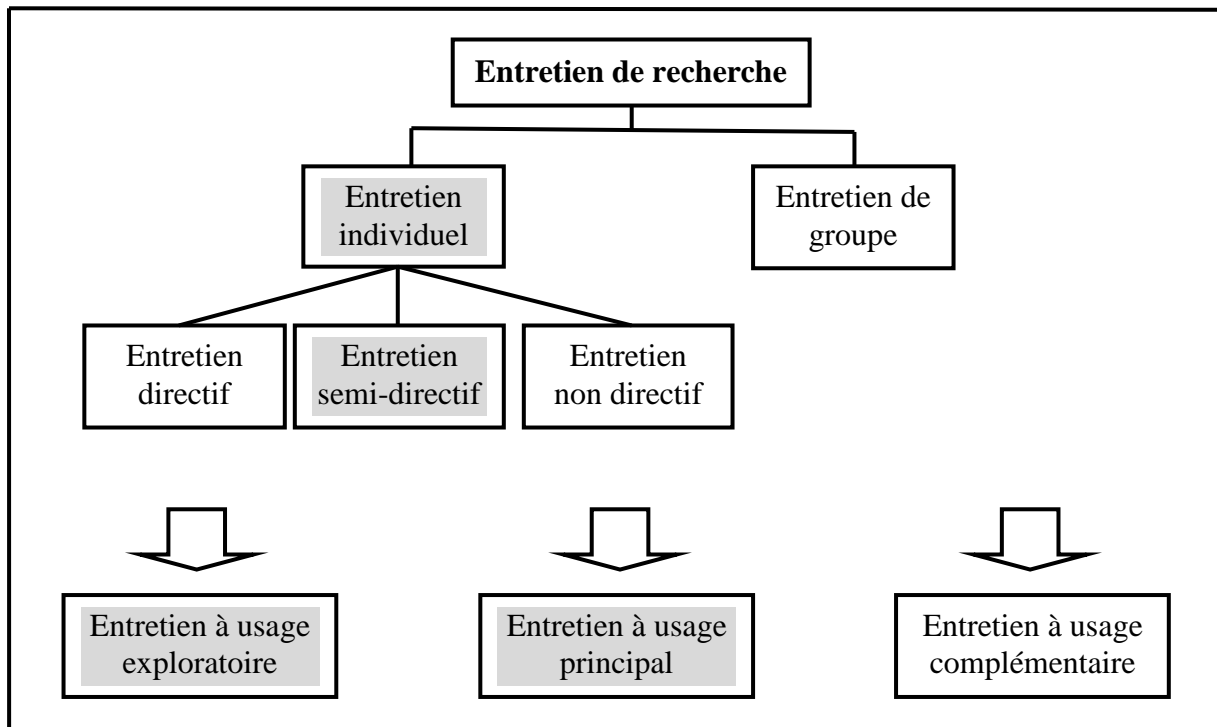 Entretien de recherche
Entretien
individuel
Entretien de
groupe
Entretien
directif
Entretien
semi-directif
Entretien
non directif
Entretien à usage
exploratoire
Entretien à usage
principal
Entretien à usage
complémentaire